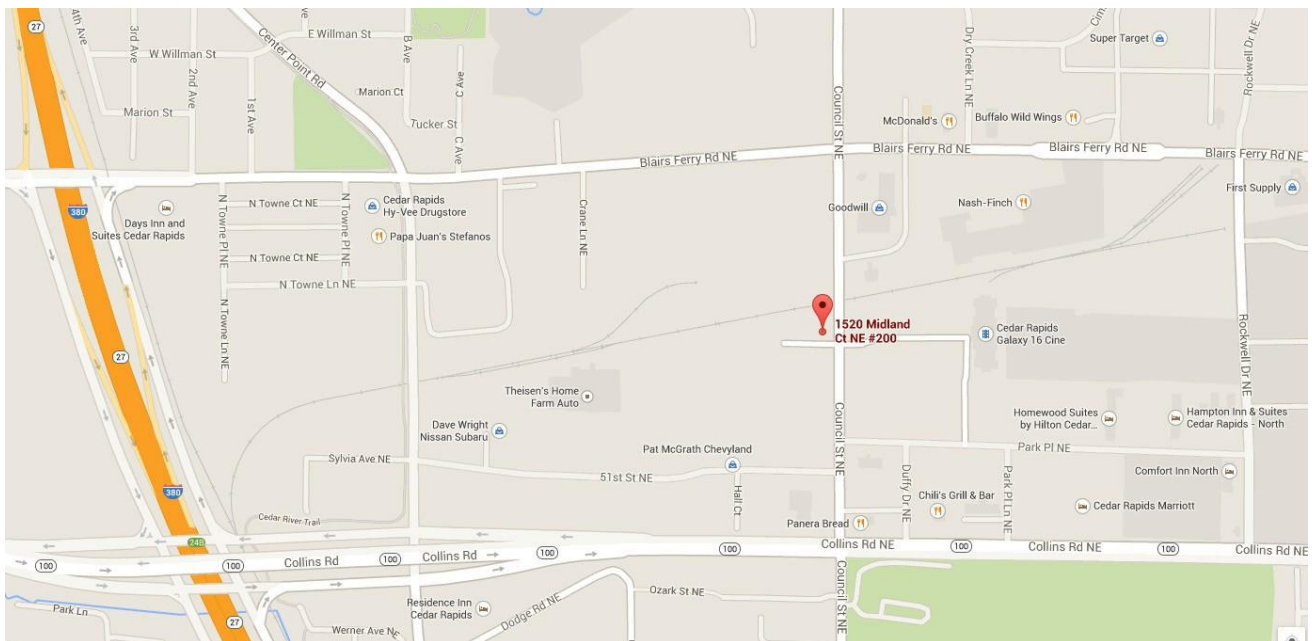 27
4th Ave
3rd Ave
W Willman St
E Willman St
2nd Ave
1st Ave
Marion St
Center Point Rd
B Ave
C Ave
Marion Ct
Tucker St
C Ave
Council St NE
Dry Creek Ln NE
Super Target
Rockwell Dr NE
McDonald's
Buffalo Wild Wings
Blairs Ferry Rd NE
Blairs Ferry Rd NE
Blairs Ferry Rd NE
Blairs Ferry Rd NE
First Supply
380
Days Inn and
Suites Cedar Rapids
N Towne Pl NE
N Towne Ct NE
N Towne Pl NE
Cedar Rapids
Hy-Vee Drugstore
Papa Juan's Stefanos
Crane Ln NE
Goodwill
Nash-Finch
N Towne Ct NE
N Towne Ln NE
N Towne Ln NE
1520 Midland
Ct NE #200
Cedar Rapids
Galaxy 16 Cine
Rockwell Dr NE
27
Theisen's Home
Farm Auto
Dave Wright
Nissan Subaru
Homewood Suites
by Hilton Cedar...
Hampton Inn & Suites
Cedar Rapids - North
Council St NE
Park Pl NE
Pat McGrath Chevyland
Sylvia Ave NE
51st St NE
Hall Ct
Duffy Dr NE
Park Pl Ln NE
Comfort Inn North
380
Chili's Grill & Bar
Cedar Rapids Marriott
Panera Bread
Cedar River Trail
24B
100
100
Collins Rd
100
Collins Rd
100
100
Collins Rd NE
100
Collins Rd NE
100
Collins Rd NE
Park Ln
27
Residence Inn
Cedar Rapids
Werner Ave NE
Dodge Rd NE
Ozark St NE
Council St NE